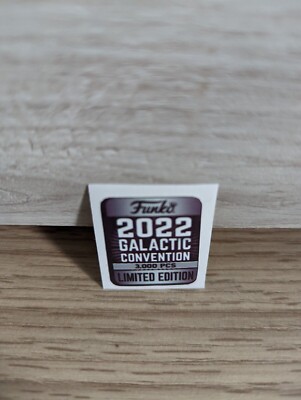 Funko
2022
GALACTIC
CONVENTION
3,000 PCS
LIMITED EDITION